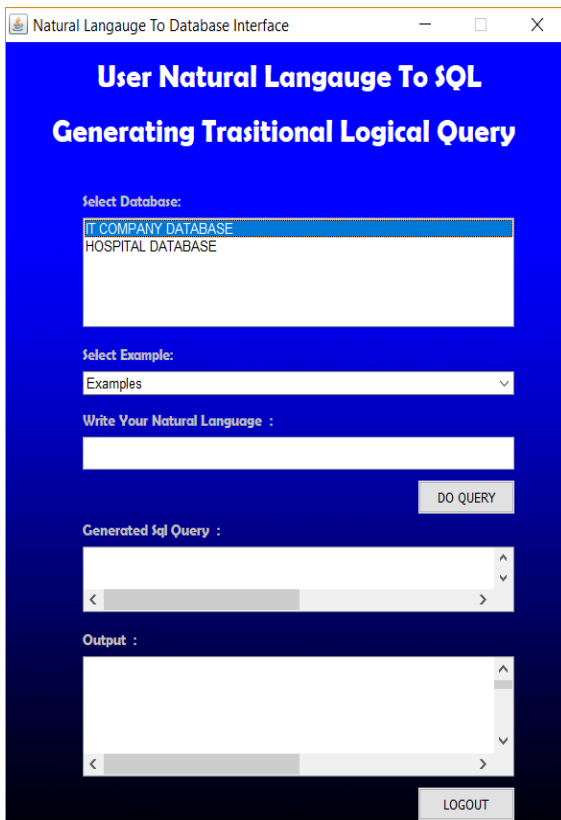 Natural Langauge To Database Interface
User Natural Langauge To SQL
Generating Trasitional Logical Query
Select Database:
IT COMPANY DATABASE
HOSPITAL DATABASE
Select Example:
Examples
Write Your Natural Language :
DO QUERY
Generated Sql Query :
Output :
LOGOUT